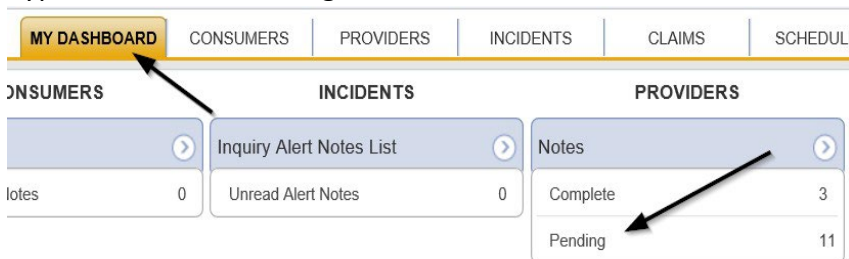 MY DASHBOARD CONSUMERS PROVIDERS INCIDENTS CLAIMS SCHEDUL
ONSUMERS INCIDENTS PROVIDERS
Inquiry Alert Notes List Notes
lotes 0 Unread Alert Notes 0 Complete 3
Pending 11